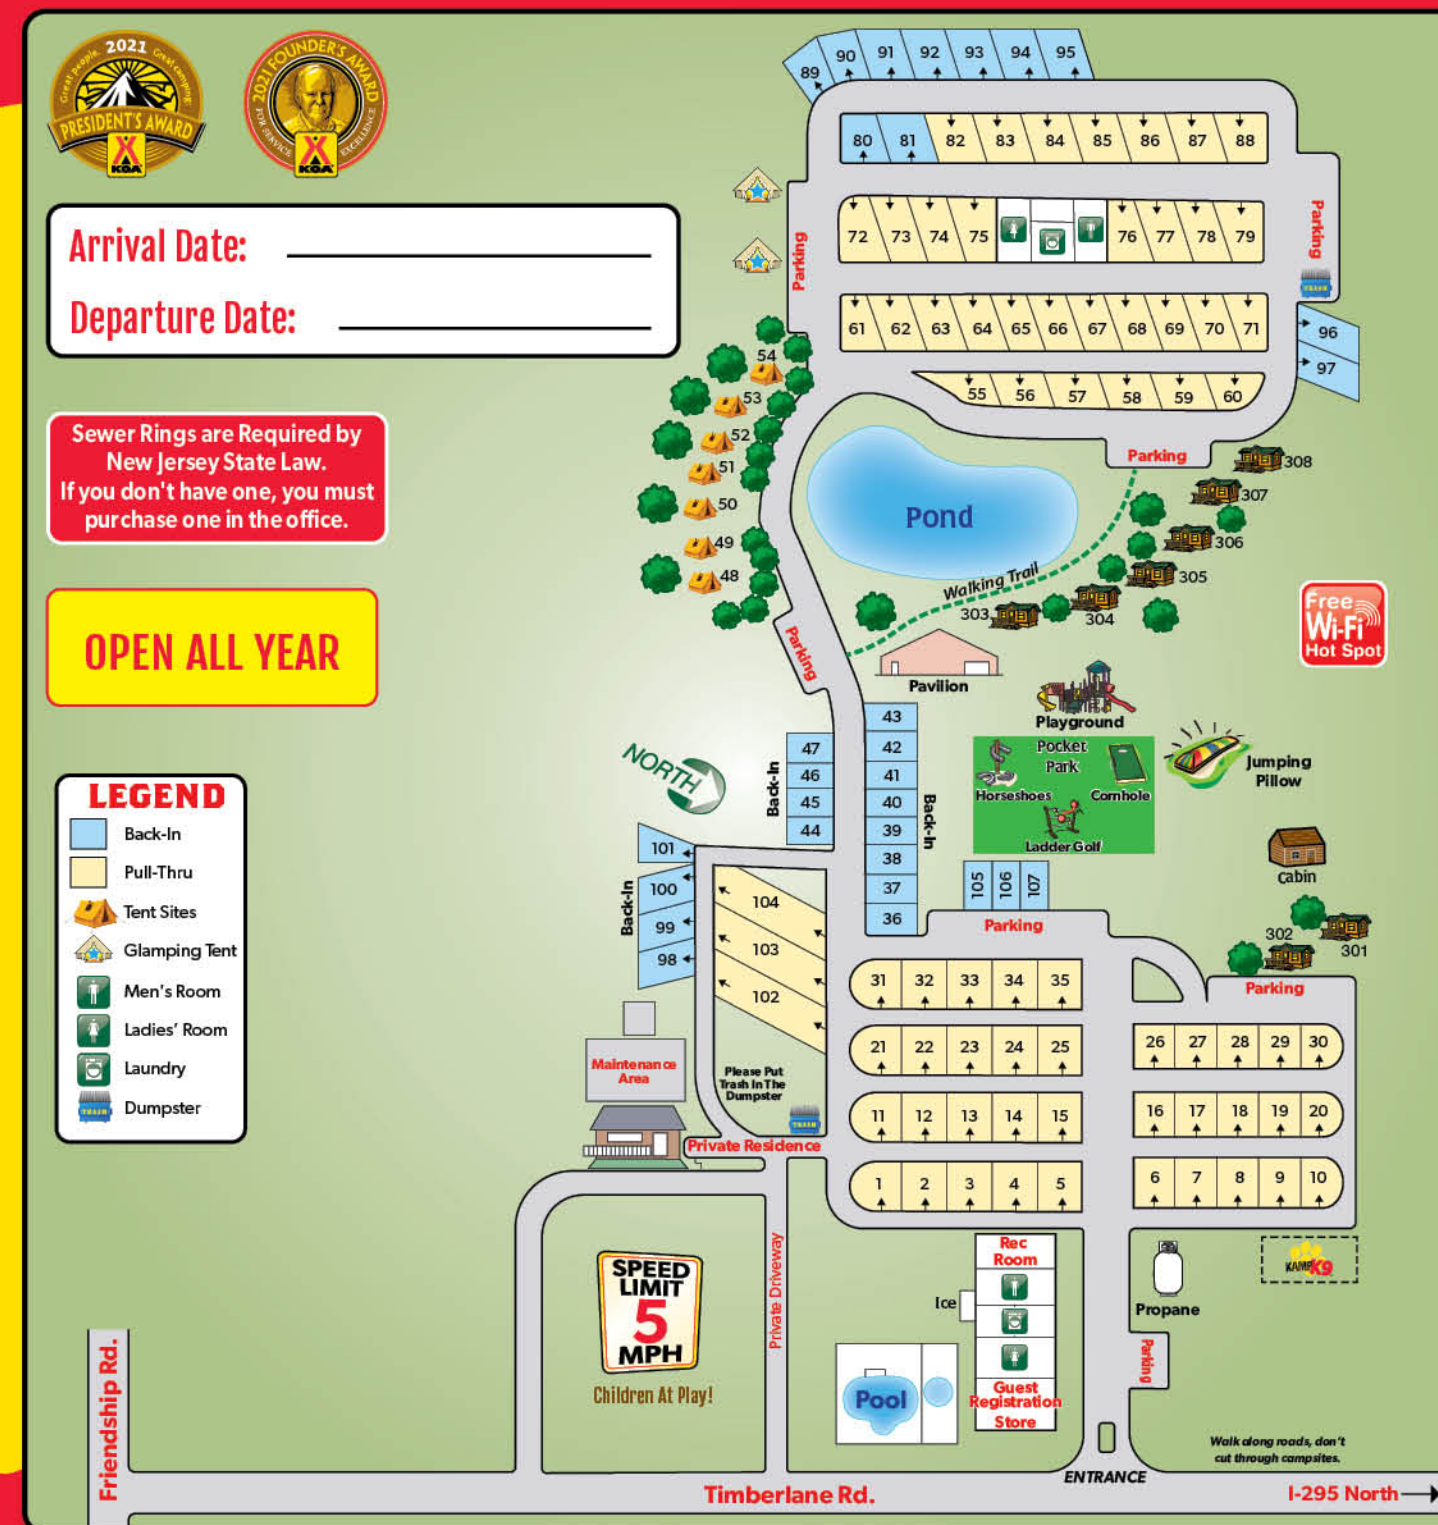 Great people. 2021 Great camping.
PRESIDENT'S AWARD
KOA
2021 FOUNDER'S AWARD
FOR SERVICE EXCELLENCE
KOA
Arrival Date:
Departure Date:
Sewer Rings are Required by
New Jersey State Law.
If you don't have one, you must
purchase one in the office.
OPEN ALL YEAR
LEGEND
Back-In
Pull-Thru
Tent Sites
Glamping Tent
Men's Room
Ladies' Room
Laundry
TRASH Dumpster
89 90 91 92 93 94 95
80 81 82 83 84 85 86 87 88
Parking
72 73 74 75 76 77 78 79
Parking
TRASH
61 62 63 64 65 66 67 68 69 70 71
96
97
55 56 57 58 59 60
54
53
52
51
50
49
48
Parking
308
307
306
305
304
303
Pond
Walking Trail
Parking
Pavilion
Free
Wi-Fi
Hot Spot
Playground
Pocket
Park
Horseshoes
Cornhole
Ladder Golf
Jumping
Pillow
NORTH
Back-In
47
46
45
44
43
42
41
40
39
38
37
36
Back-In
105 106 107
Parking
Cabin
302
301
Parking
Back-In
101
100
99
98
104
103
102
31 32 33 34 35
21 22 23 24 25
26 27 28 29 30
11 12 13 14 15
16 17 18 19 20
1 2 3 4 5
6 7 8 9 10
Maintenance
Area
Please Put
Trash In The
Dumpster
TRASH
Private Residence
Private Driveway
SPEED
LIMIT
5
MPH
Children At Play!
Rec
Room
Ice
Guest
Registration
Store
Pool
Propane
KAMP K9
Parking
Walk along roads, don't
cut through campsites.
ENTRANCE
Friendship Rd.
Timberlane Rd.
I-295 North